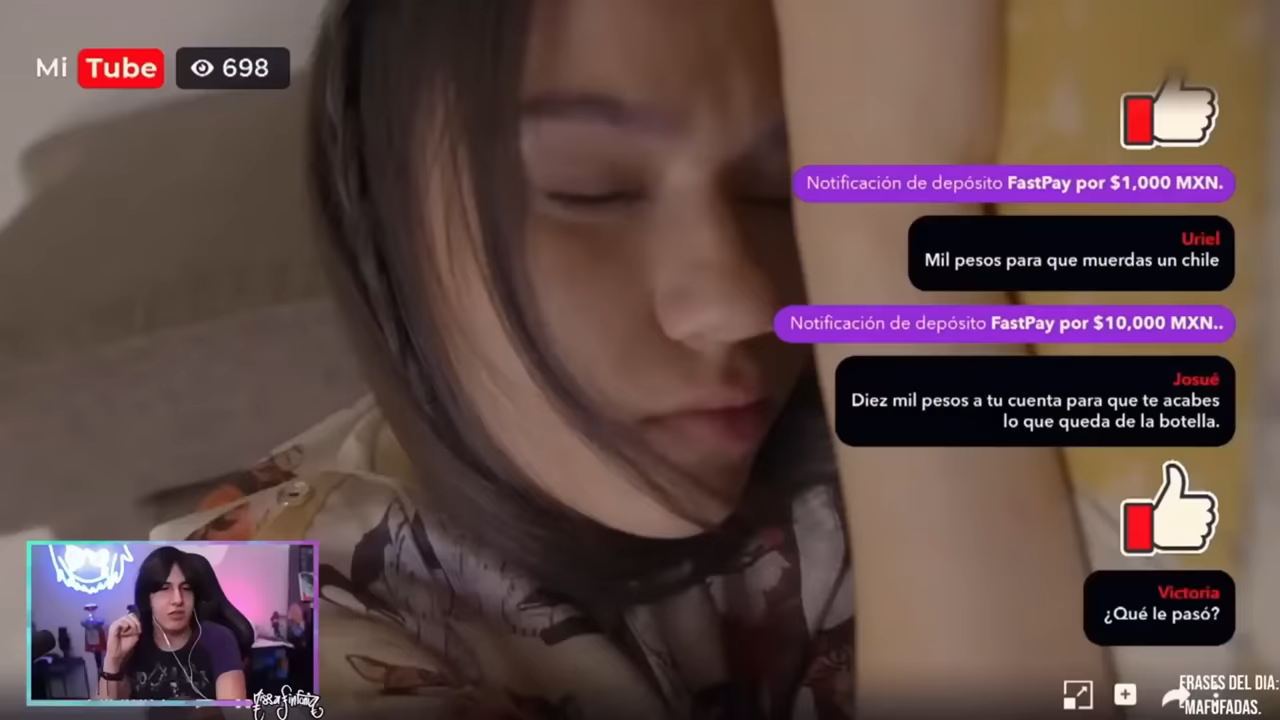 Mi Tube 698
Notificación de depósito FastPay por $1,000 MXN.
Uriel
Mil pesos para que muerdas un chile
Notificación de depósito FastPay por $10,000 MXN..
Josué
Diez mil pesos a tu cuenta para que te acabes
lo que queda de la botella.
Victoria
¿Qué le pasó?
FRASES DEL DIA:
"MAFUFADAS.